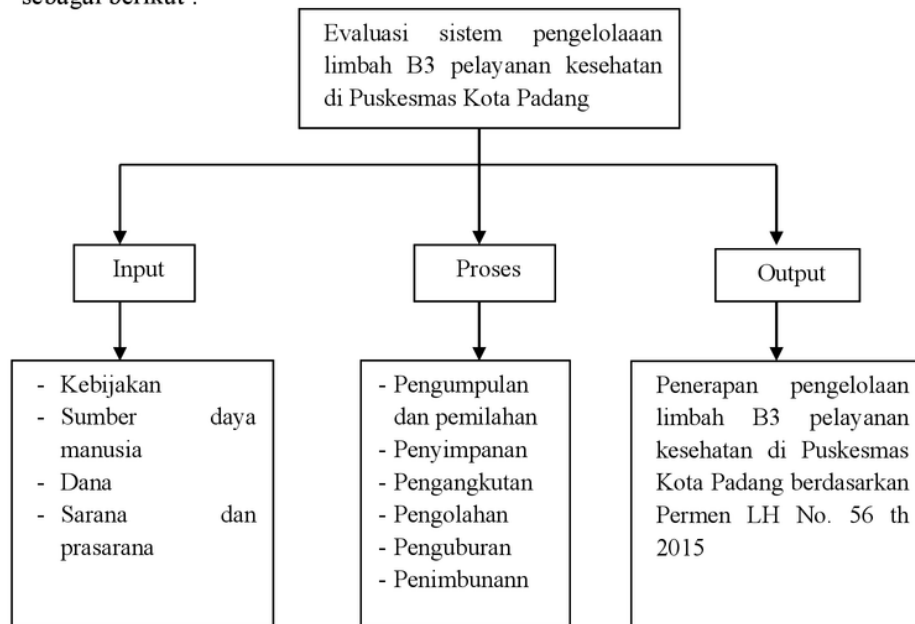 sebagai berikut :
Evaluasi sistem pengelolaaan
limbah B3 pelayanan kesehatan
di Puskesmas Kota Padang
Input
Proses
Output
- Kebijakan
- Sumber daya
manusia
- Dana
- Sarana dan
prasarana
- Pengumpulan
dan pemilahan
- Penyimpanan
- Pengangkutan
- Pengolahan
- Penguburan
- Penimbunann
Penerapan pengelolaan
limbah B3 pelayanan
kesehatan di Puskesmas
Kota Padang berdasarkan
Permen LH No. 56 th
2015